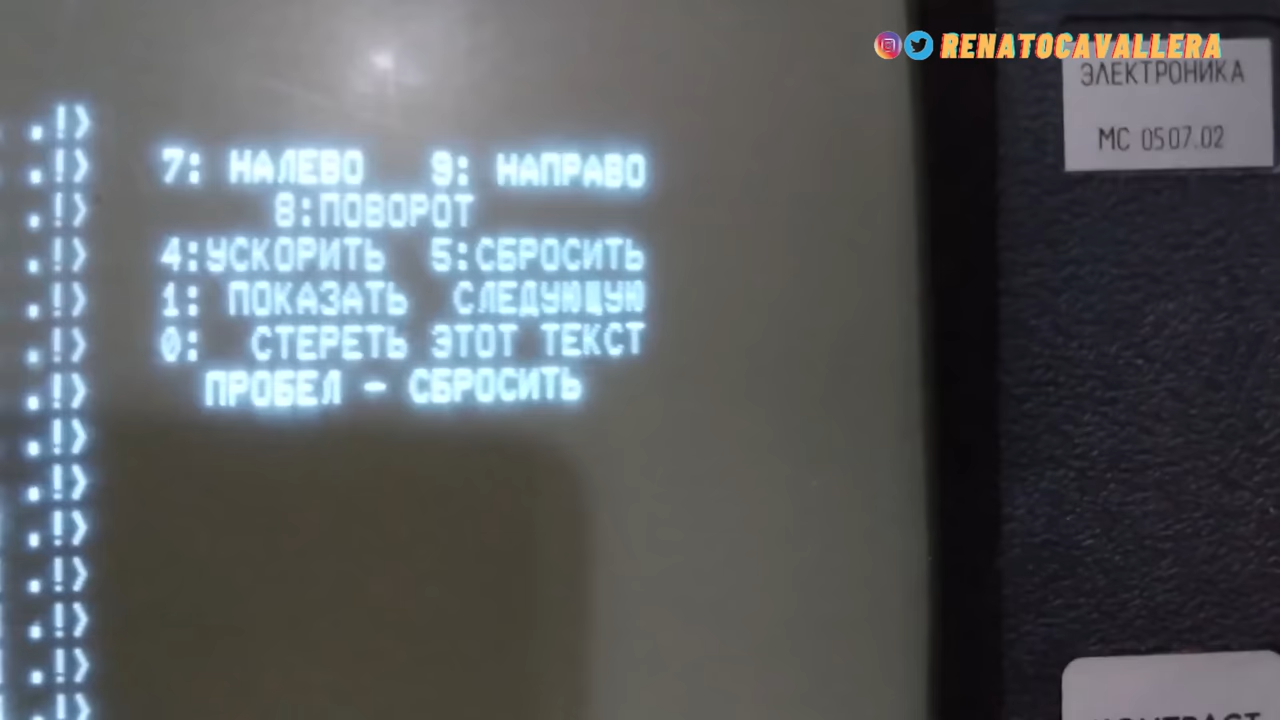 RENATOCAVALLERA
ЭЛЕКТРОНИКА
МС 0507.02
.!>
7: НАЛЕВО 9: НАПРАВО
.!>
8:ПОВОРОТ
.!>
4:УСКОРИТЬ 5:СБРОСИТЬ
.!>
1: ПОКАЗАТЬ СЛЕДУЮЩУЮ
.!>
0: СТЕРЕТЬ ЭТОТ ТЕКСТ
.!>
ПРОБЕЛ - СБРОСИТЬ
.!>
.!>
.!>
.!>
.!>
.!>
.!>
.!>
КОНТРАСТ